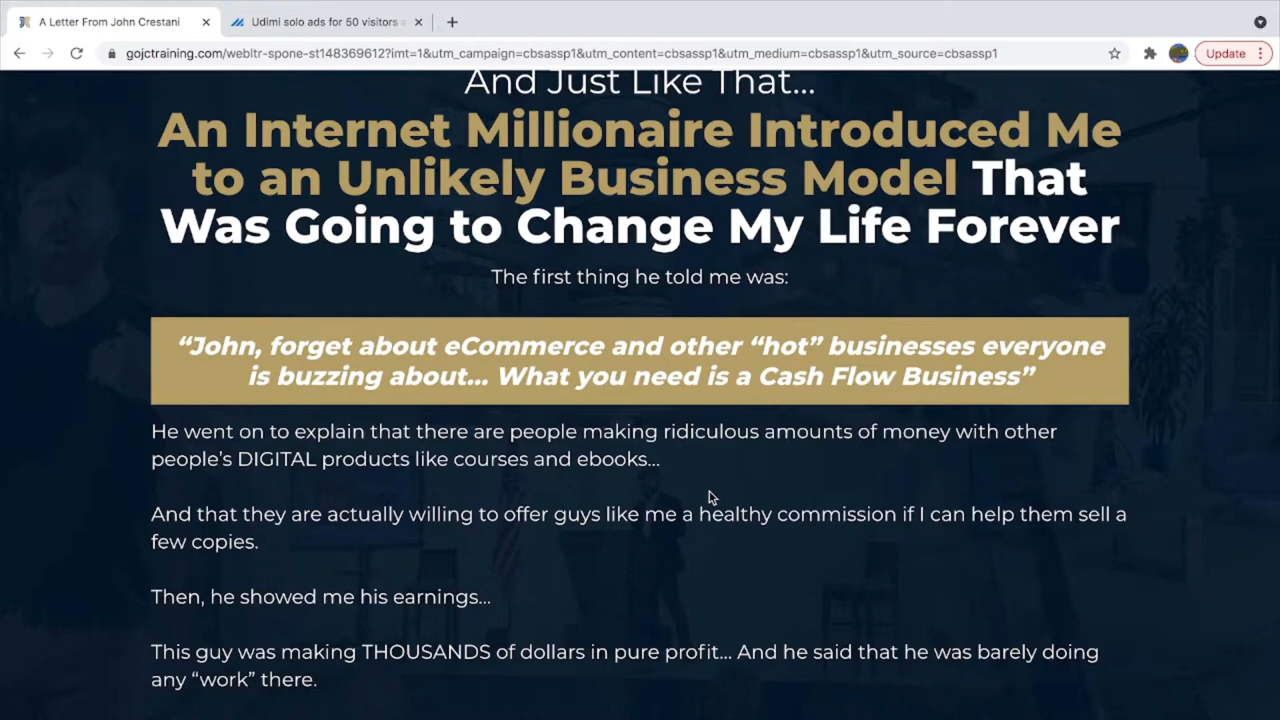 A Letter From John Crestani
Udimi solo ads for 50 visitors
gojctraining.com/webltr-spone-st148369612?imt=1&utm_campaign=cbsassp1&utm_content=cbsassp1&utm_medium=cbsassp1&utm_source=cbsassp1
Update
And Just Like That...
An Internet Millionaire Introduced Me
to an Unlikely Business Model That
Was Going to Change My Life Forever
The first thing he told me was:
“John, forget about eCommerce and other “hot” businesses everyone
is buzzing about... What you need is a Cash Flow Business”
He went on to explain that there are people making ridiculous amounts of money with other
people’s DIGITAL products like courses and ebooks...
And that they are actually willing to offer guys like me a healthy commission if I can help them sell a
few copies.
Then, he showed me his earnings...
This guy was making THOUSANDS of dollars in pure profit... And he said that he was barely doing
any “work” there.